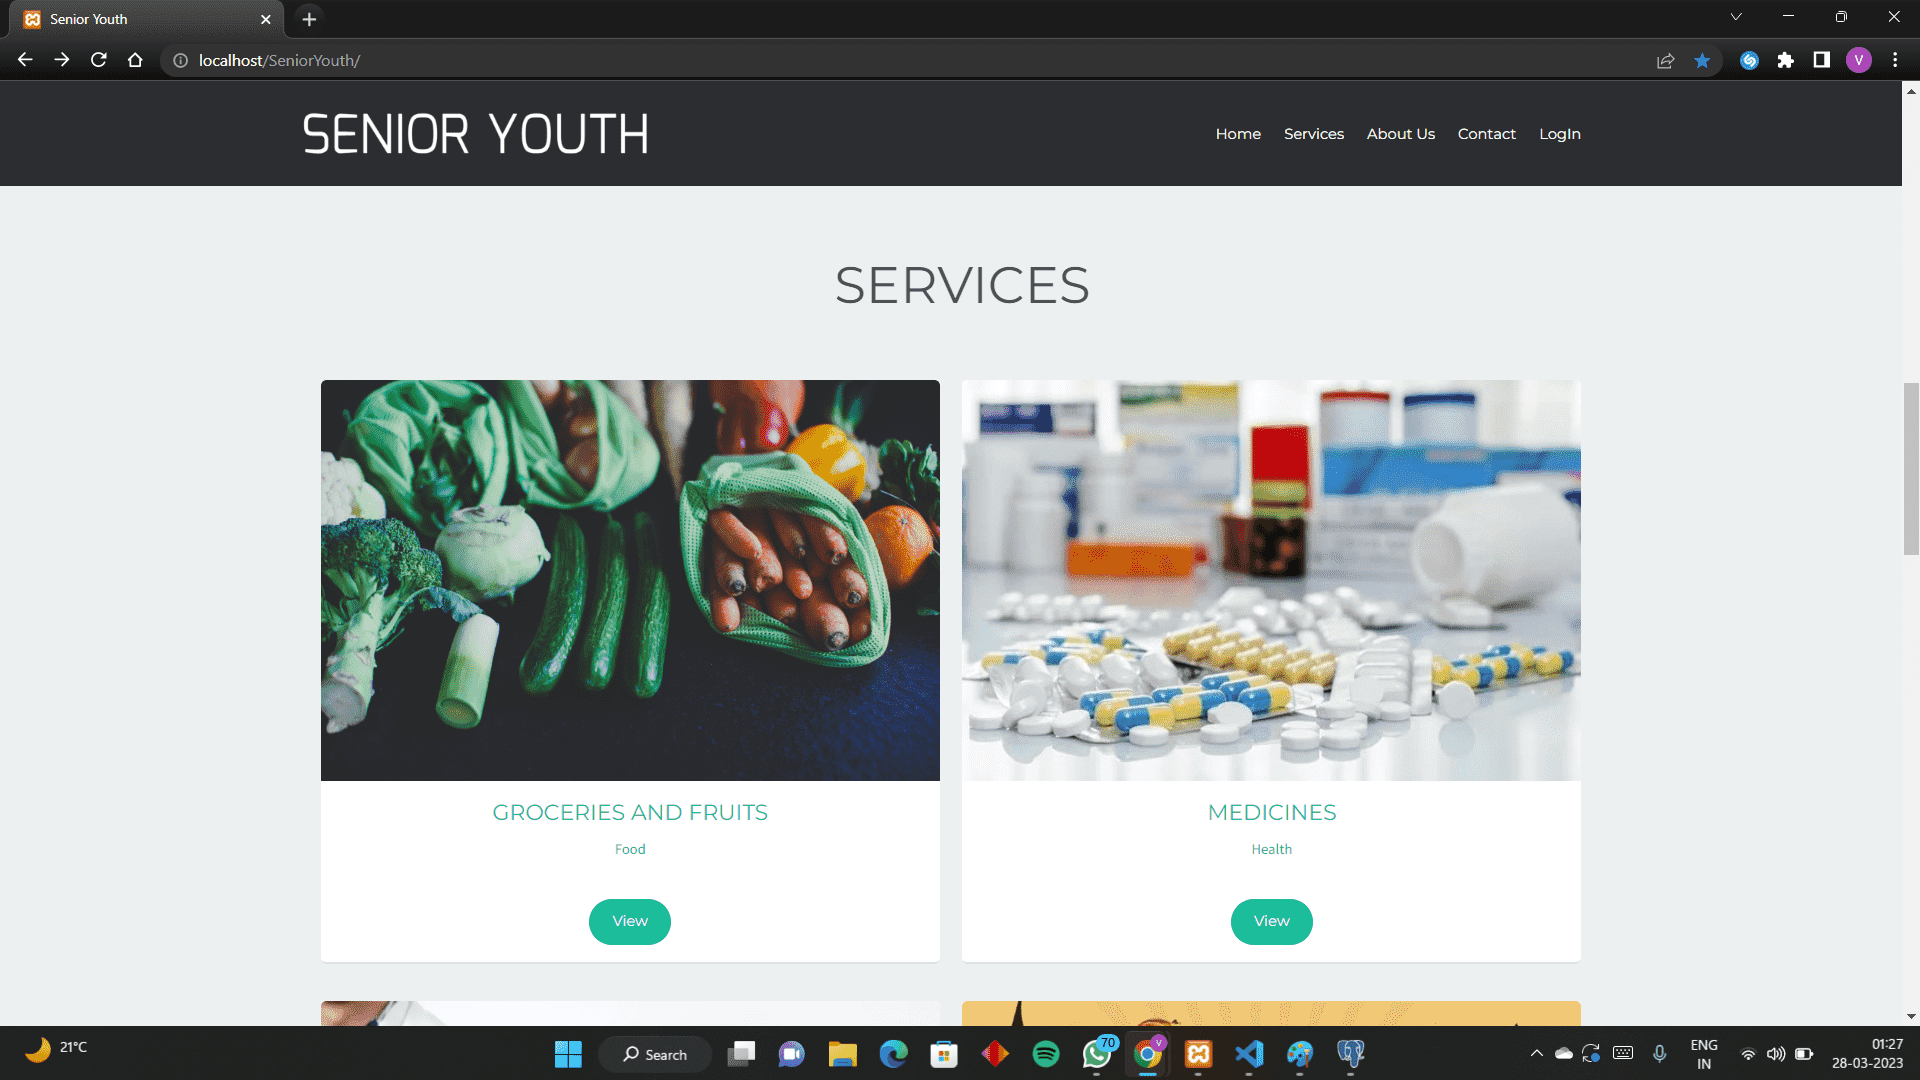 Senior Youth
localhost/SeniorYouth/
V
SENIOR YOUTH
Home Services About Us Contact LogIn
SERVICES
GROCERIES AND FRUITS
Food
View
MEDICINES
Health
View
21°C
Search
70
V
ENG
IN
01:27
28-03-2023